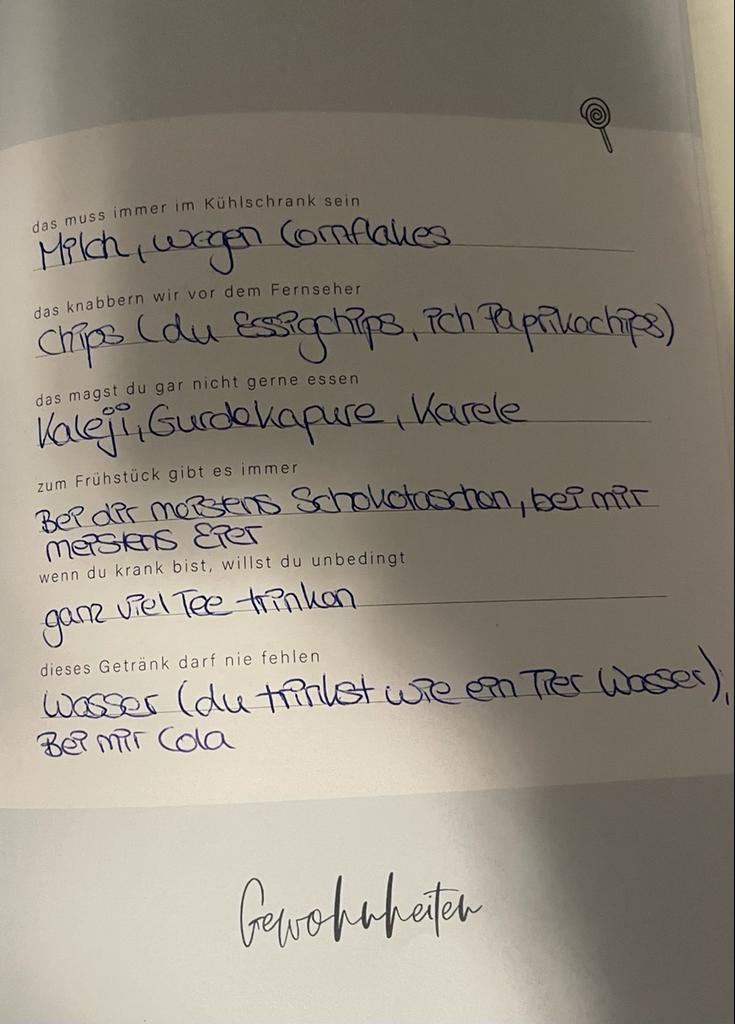 das muss immer im Kühlschrank sein
Milch, wegen Cornflakes
das knabbern wir vor dem Fernseher
Chips (du Essigchips, ich Paprikachips)
das magst du gar nicht gerne essen
Kaleji, Gurdekapure, Karele
zum Frühstück gibt es immer
Bei dir meistens Schokotaschen, bei mir
meistens Eier
wenn du krank bist, willst du unbedingt
ganz viel Tee trinken
dieses Getränk darf nie fehlen
Wasser (du trinkst wie ein Tier Wasser),
Bei mir Cola
Gewohnheiten